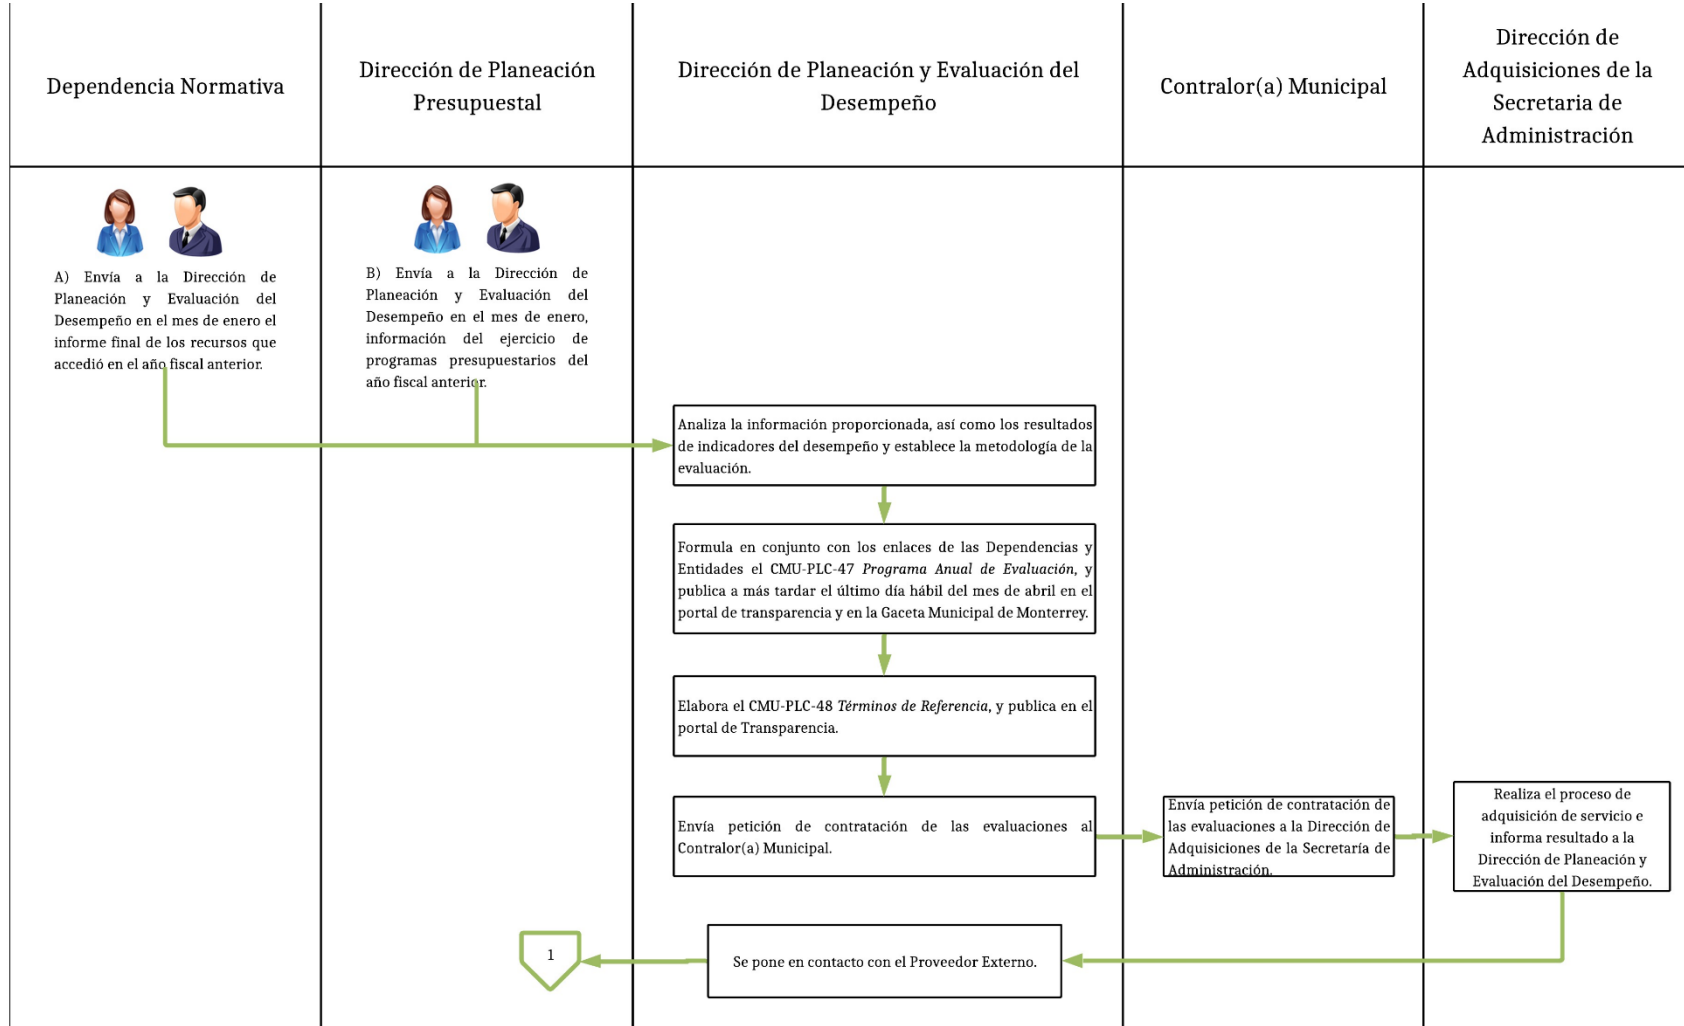 Dependencia Normativa
Dirección de Planeación
Presupuestal
Dirección de Planeación y Evaluación del
Desempeño
Contralor(a) Municipal
Dirección de
Adquisiciones de la
Secretaria de
Administración
A) Envía a la Dirección de
Planeación y Evaluación del
Desempeño en el mes de enero el
informe final de los recursos que
accedió en el año fiscal anterior.
B) Envía a la Dirección de
Planeación y Evaluación del
Desempeño en el mes de enero,
información del ejercicio de
programas presupuestarios del
año fiscal anterior.
Analiza la información proporcionada, así como los resultados
de indicadores del desempeño y establece la metodología de la
evaluación.
Formula en conjunto con los enlaces de las Dependencias y
Entidades el CMU-PLC-47 Programa Anual de Evaluación, y
publica a más tardar el último día hábil del mes de abril en el
portal de transparencia y en la Gaceta Municipal de Monterrey.
Elabora el CMU-PLC-48 Términos de Referencia, y publica en el
portal de Transparencia.
Envía petición de contratación de las evaluaciones al
Contralor(a) Municipal.
Envía petición de contratación de
las evaluaciones a la Dirección de
Adquisiciones de la Secretaría de
Administración.
Realiza el proceso de
adquisición de servicio e
informa resultado a la
Dirección de Planeación y
Evaluación del Desempeño.
Se pone en contacto con el Proveedor Externo.
1